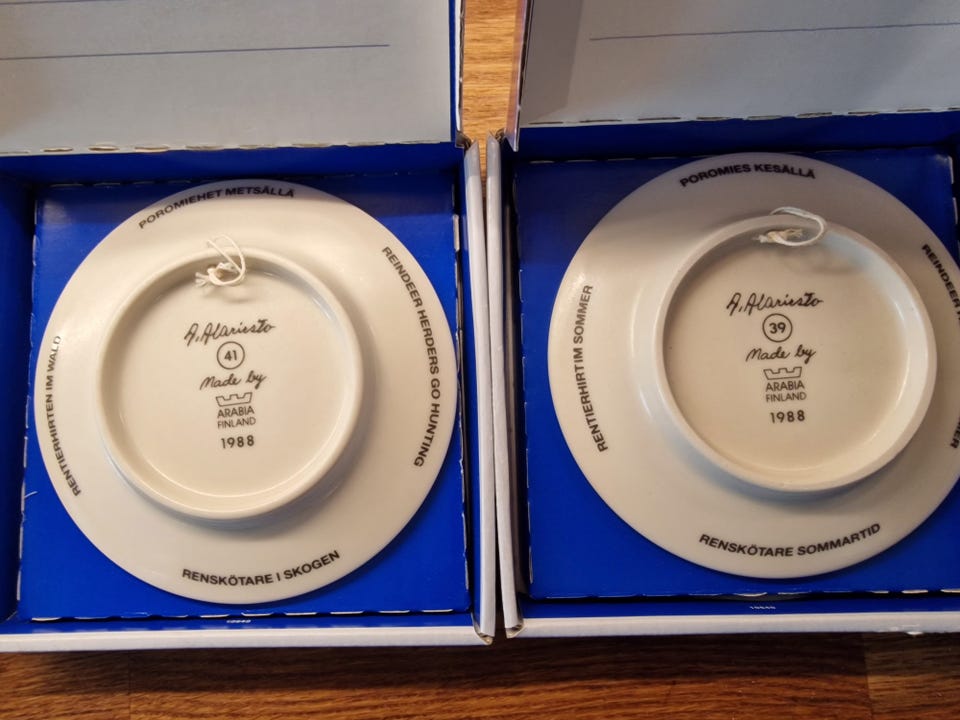 POROMIEHET METSÄLLÄ
REINDEER HERDERS GO HUNTING
RENSKÖTARE I SKOGEN
RENTIERHIRTEN IM WALD
A. Alariesto
41
Made by
ARABIA
FINLAND
1988
POROMIES KESÄLLÄ
REINDEER
RENSKÖTARE SOMMARTID
RENTIERHIRT IM SOMMER
A. Alariesto
39
Made by
ARABIA
FINLAND
1988